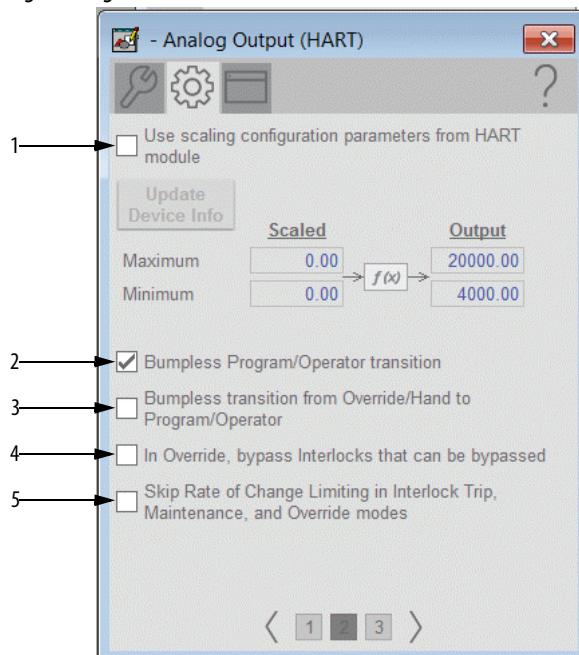 - Analog Output (HART)
?
1
Use scaling configuration parameters from HART
module
Update
Device Info
Scaled
Output
Maximum
0.00
f(x)
20000.00
Minimum
0.00
4000.00
2
Bumpless Program/Operator transition
3
Bumpless transition from Override/Hand to
Program/Operator
4
In Override, bypass Interlocks that can be bypassed
5
Skip Rate of Change Limiting in Interlock Trip,
Maintenance, and Override modes
1 2 3